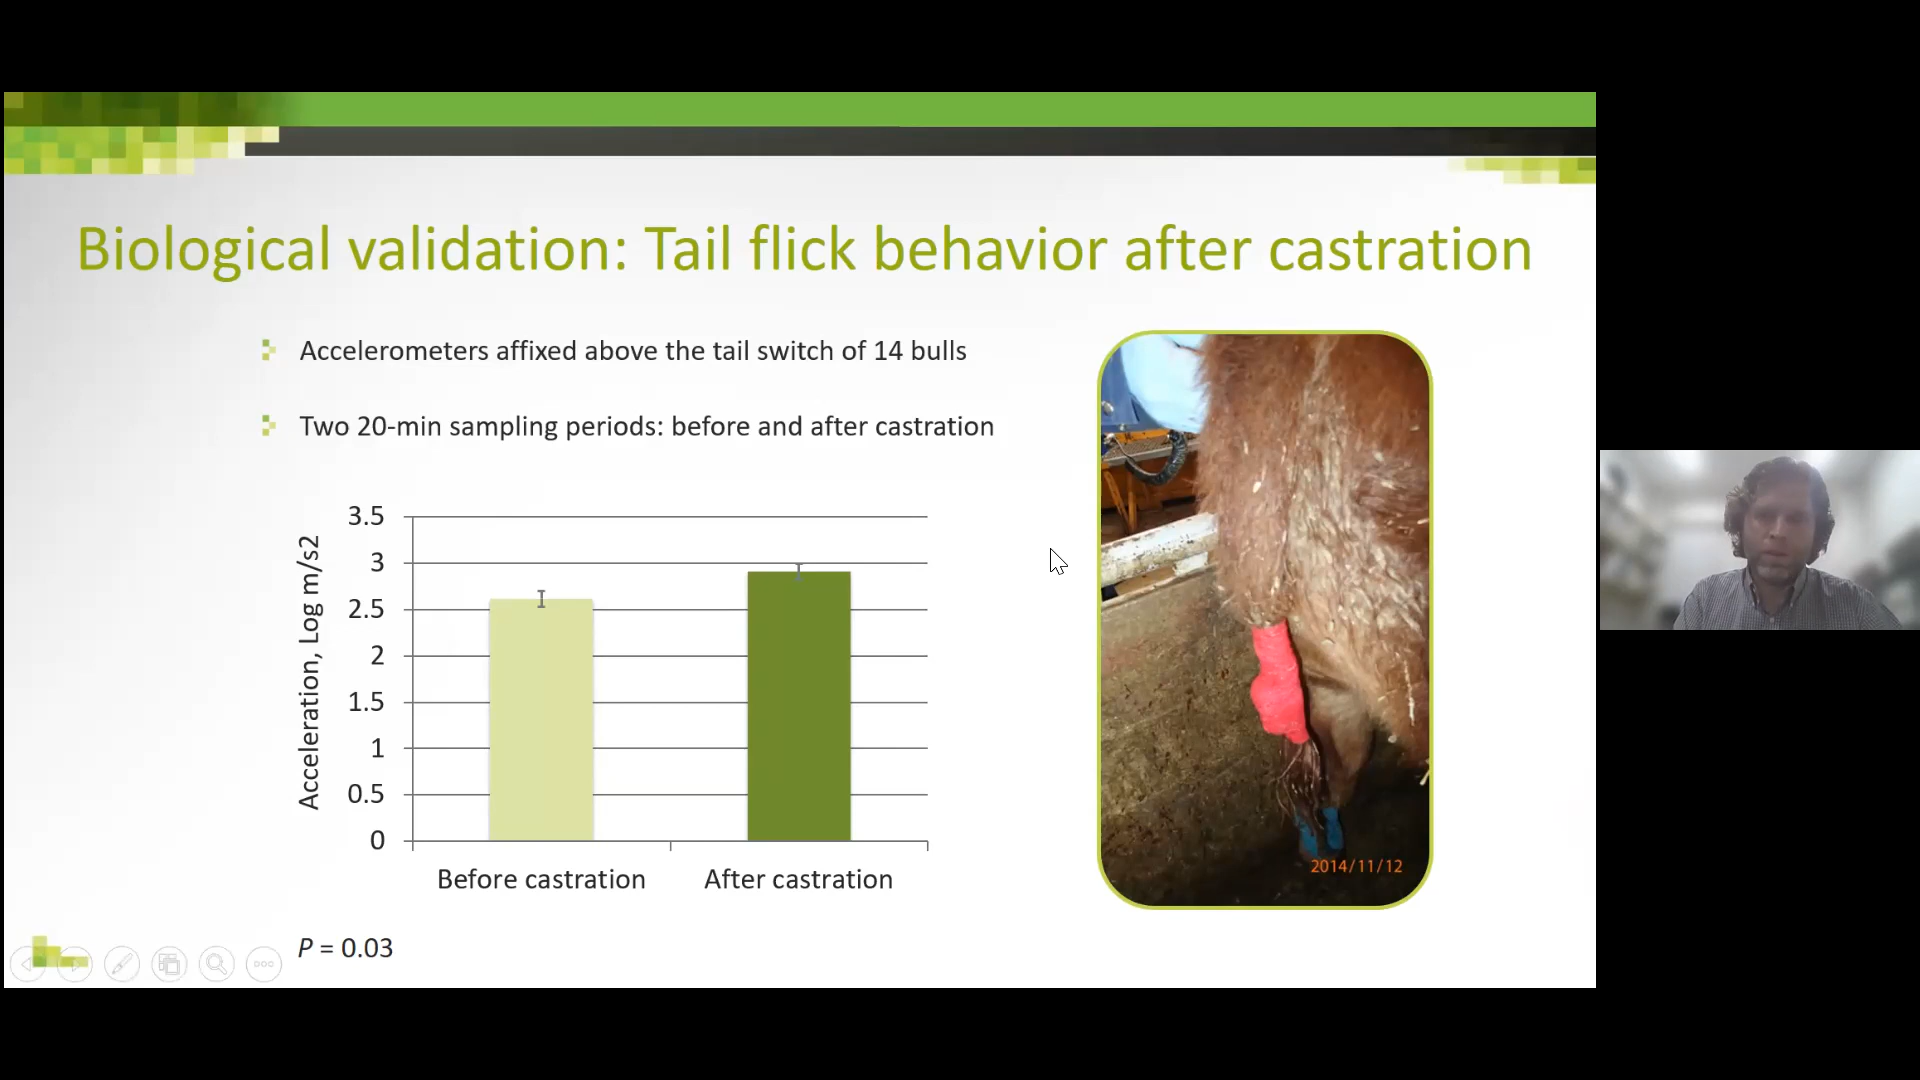 Biological validation: Tail flick behavior after castration
Accelerometers affixed above the tail switch of 14 bulls
Two 20-min sampling periods: before and after castration
Acceleration, Log m/s2
3.5
3
2.5
2
1.5
1
0.5
0
Before castration
After castration
P = 0.03
2014/11/12